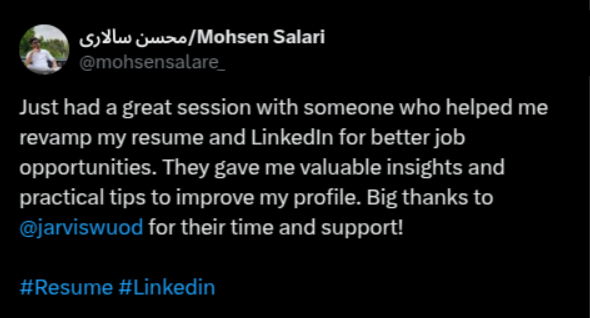 محسن سالاری/Mohsen Salari
@mohsensalare_
Just had a great session with someone who helped me
revamp my resume and LinkedIn for better job
opportunities. They gave me valuable insights and
practical tips to improve my profile. Big thanks to
@jarviswuod for their time and support!
#Resume #Linkedin